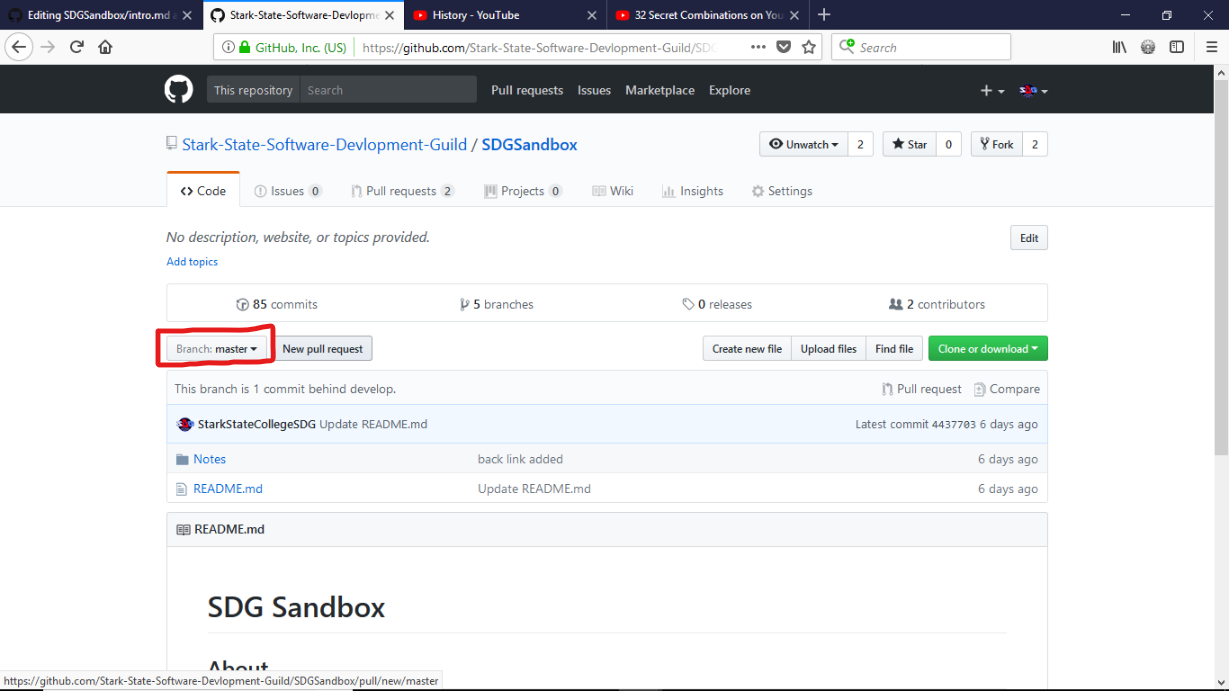 Editing SDGSandbox/intro.md a
Stark-State-Software-Devlopme
History - YouTube
32 Secret Combinations on You
GitHub, Inc. (US) https://github.com/Stark-State-Software-Devlopment-Guild/SDG
Search
This repository Search Pull requests Issues Marketplace Explore
Stark-State-Software-Devlopment-Guild / SDGSandbox
Unwatch 2 Star 0 Fork 2
Code Issues 0 Pull requests 2 Projects 0 Wiki Insights Settings
No description, website, or topics provided.
Edit
Add topics
85 commits 5 branches 0 releases 2 contributors
Branch: master New pull request Create new file Upload files Find file Clone or download
This branch is 1 commit behind develop. Pull request Compare
StarkStateCollegeSDG Update README.md Latest commit 4437703 6 days ago
Notes back link added 6 days ago
README.md Update README.md 6 days ago
README.md
SDG Sandbox
About
https://github.com/Stark-State-Software-Devlopment-Guild/SDGSandbox/pull/new/master